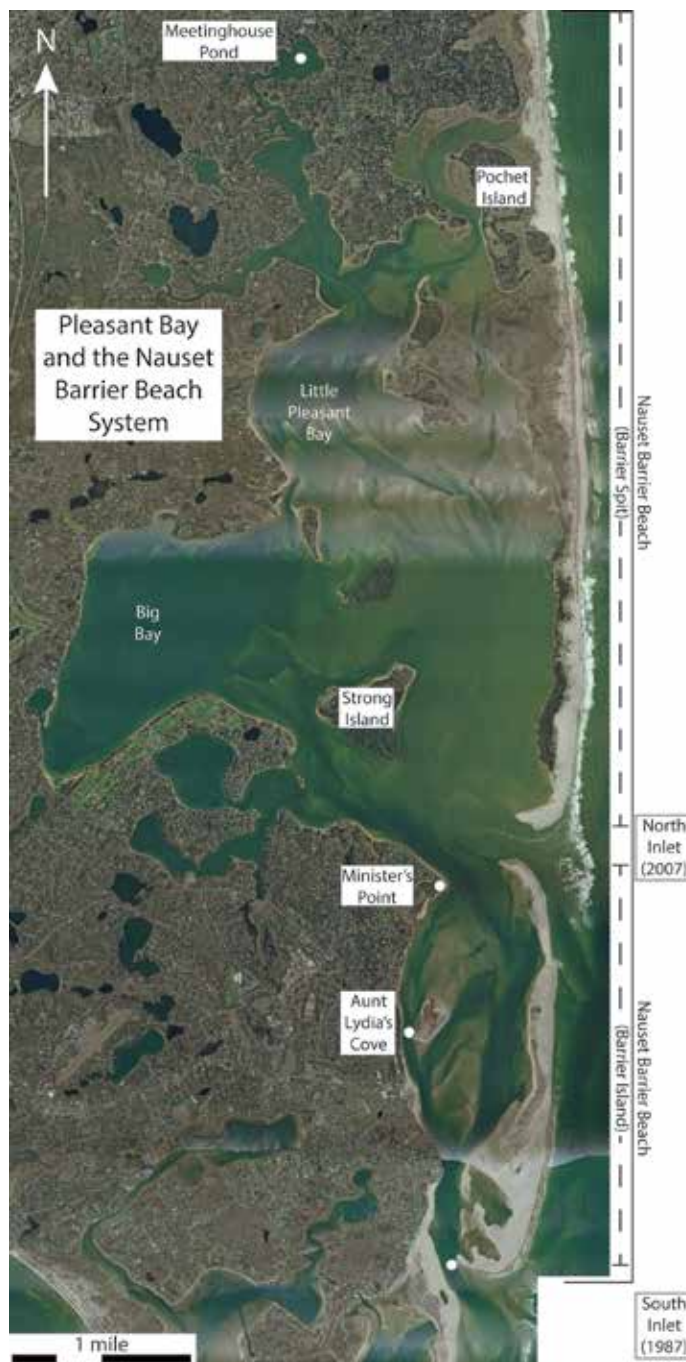 Meetinghouse
Pond
N
Pochet
Island
Pleasant Bay
and the Nauset
Barrier Beach
System
Little
Pleasant
Bay
Nauset Barrier Beach
(Barrier Spit)
Big
Bay
Strong
Island
North
Inlet
(2007)
Minister's
Point
Aunt
Lydia's
Cove
Nauset Barrier Beach
(Barrier Island)
South
Inlet
(1987)
1 mile